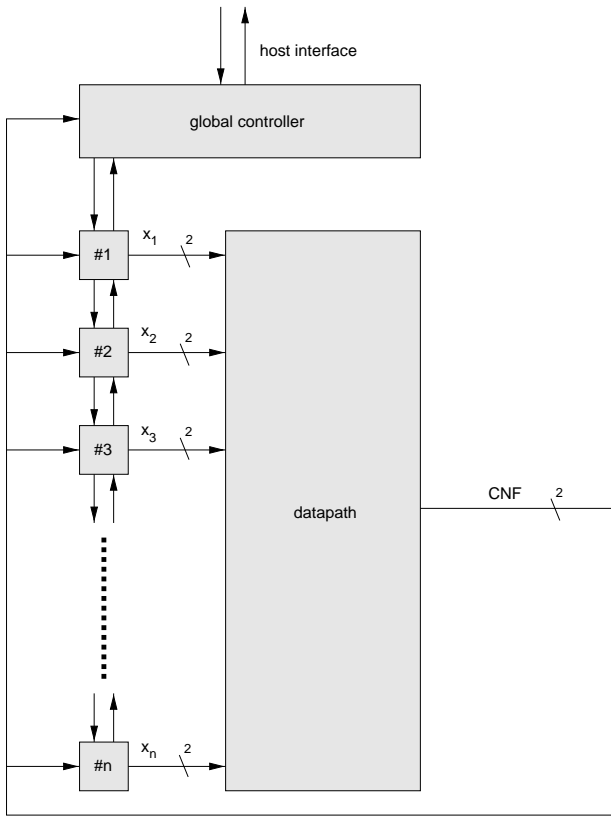 host interface
global controller
#1
x1
2
#2
x2
2
#3
x3
2
datapath
CNF
2
#n
xn
2